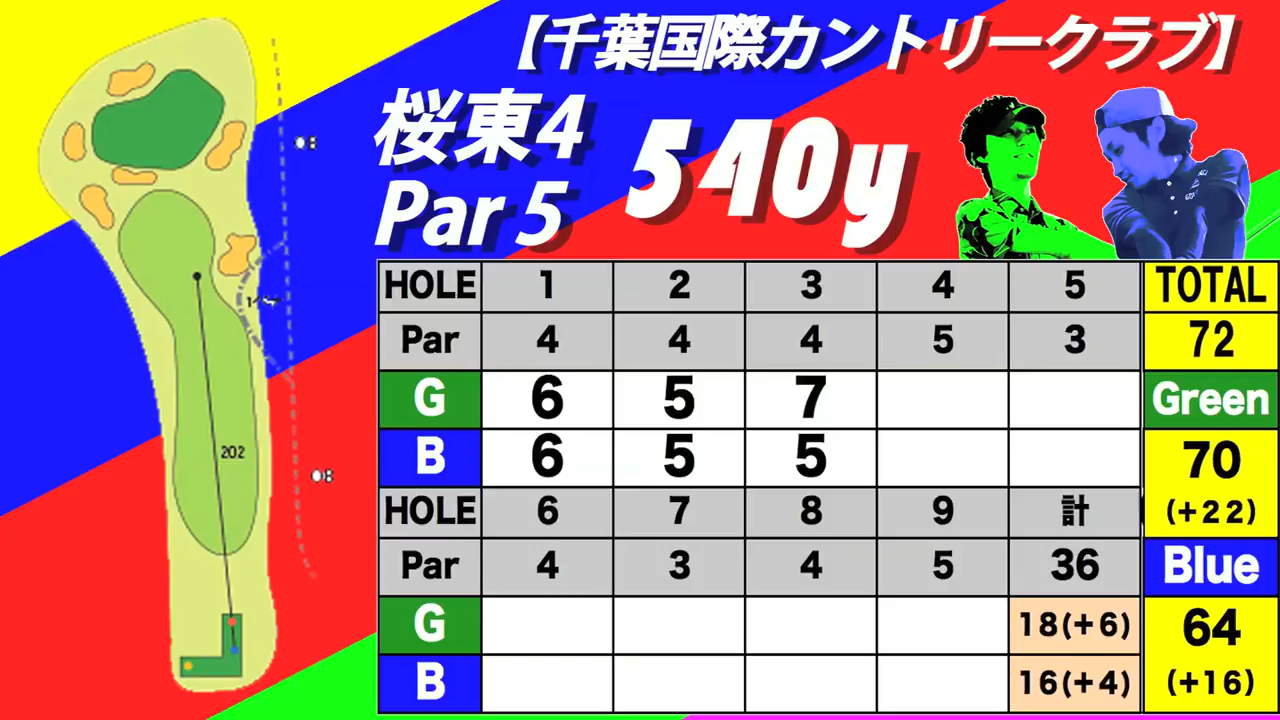 【千葉国際カントリークラブ】
桜東4
Par 5
540y
202
HOLE 1 2 3 4 5 TOTAL
Par 4 4 4 5 3 72
G 6 5 7 Green
B 6 5 5 70
HOLE 6 7 8 9 計 (+22)
Par 4 3 4 5 36 Blue
G 18(+6) 64
B 16(+4) (+16)